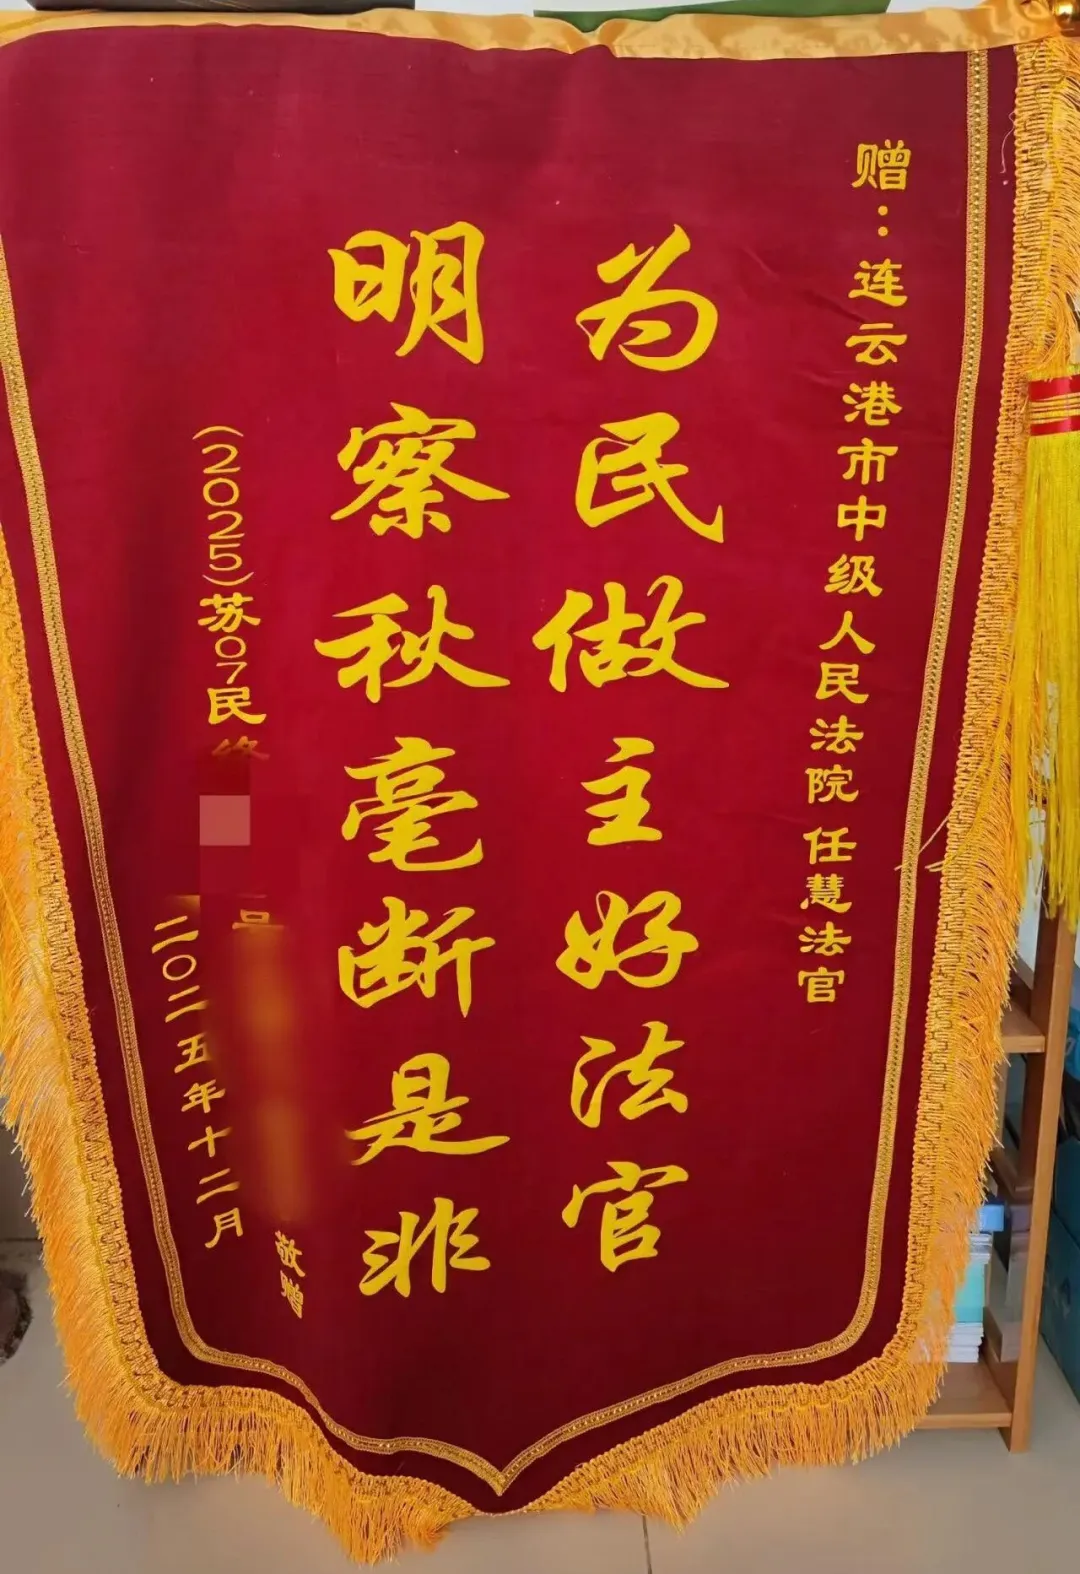 赠：连云港市中级人民法院 任慧法官
为民做主好法官
明察秋毫断是非
(2025)苏07民终
号
敬赠
二〇二五年十二月